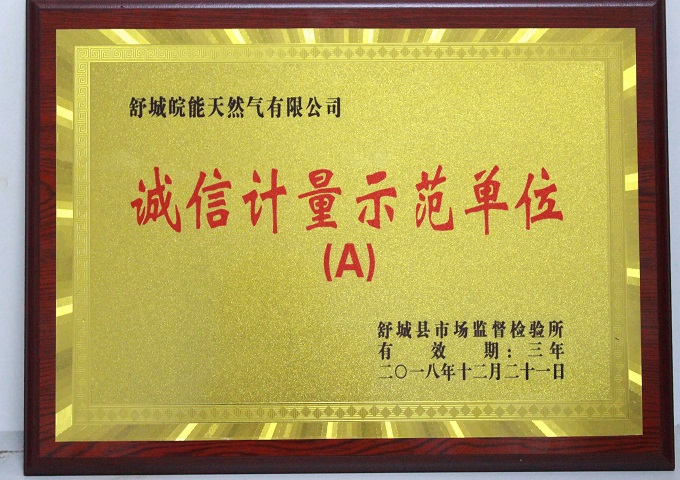 舒城皖能天然气有限公司
诚信计量示范单位
(A)
舒城县市场监督检验所
有效期：三年
二〇一八年十二月二十一日